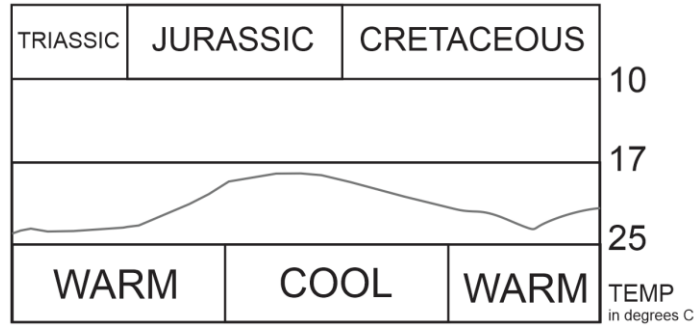 TRIASSIC JURASSIC CRETACEOUS
10
17
25
WARM COOL WARM TEMP
in degrees C